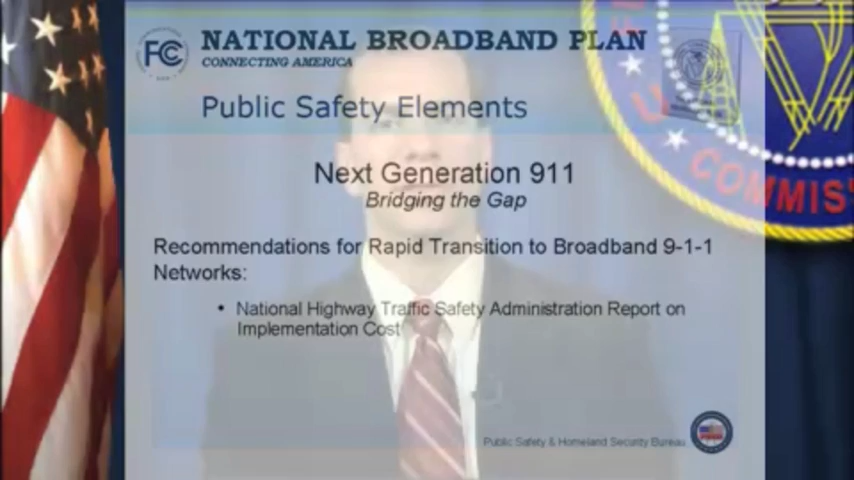 FCC
NATIONAL BROADBAND PLAN
CONNECTING AMERICA
Public Safety Elements
Next Generation 911
Bridging the Gap
Recommendations for Rapid Transition to Broadband 9-1-1
Networks:
• National Highway Traffic Safety Administration Report on
Implementation Cost
Public Safety & Homeland Security Bureau
COMMIS